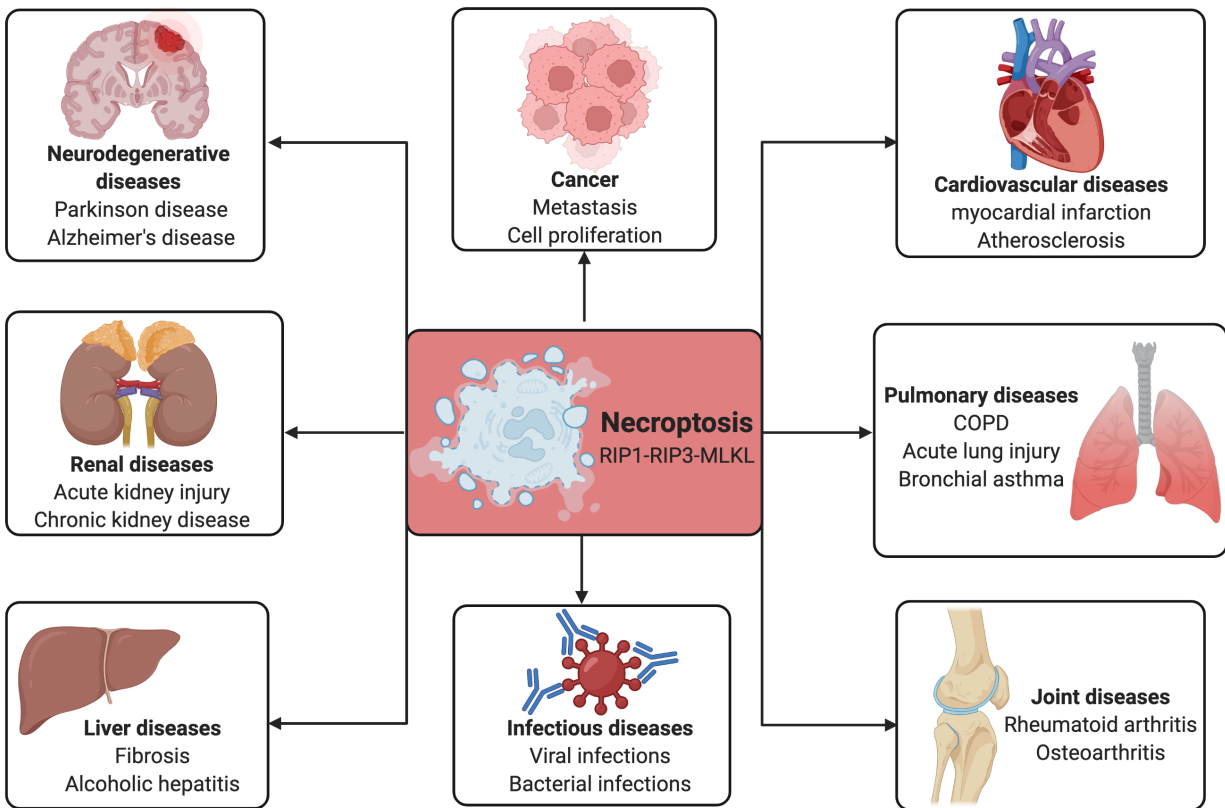 Neurodegenerative
diseases
Parkinson disease
Alzheimer's disease
Cancer
Metastasis
Cell proliferation
Cardiovascular diseases
myocardial infarction
Atherosclerosis
Renal diseases
Acute kidney injury
Chronic kidney disease
Necroptosis
RIP1-RIP3-MLKL
Pulmonary diseases
COPD
Acute lung injury
Bronchial asthma
Liver diseases
Fibrosis
Alcoholic hepatitis
Infectious diseases
Viral infections
Bacterial infections
Joint diseases
Rheumatoid arthritis
Osteoarthritis